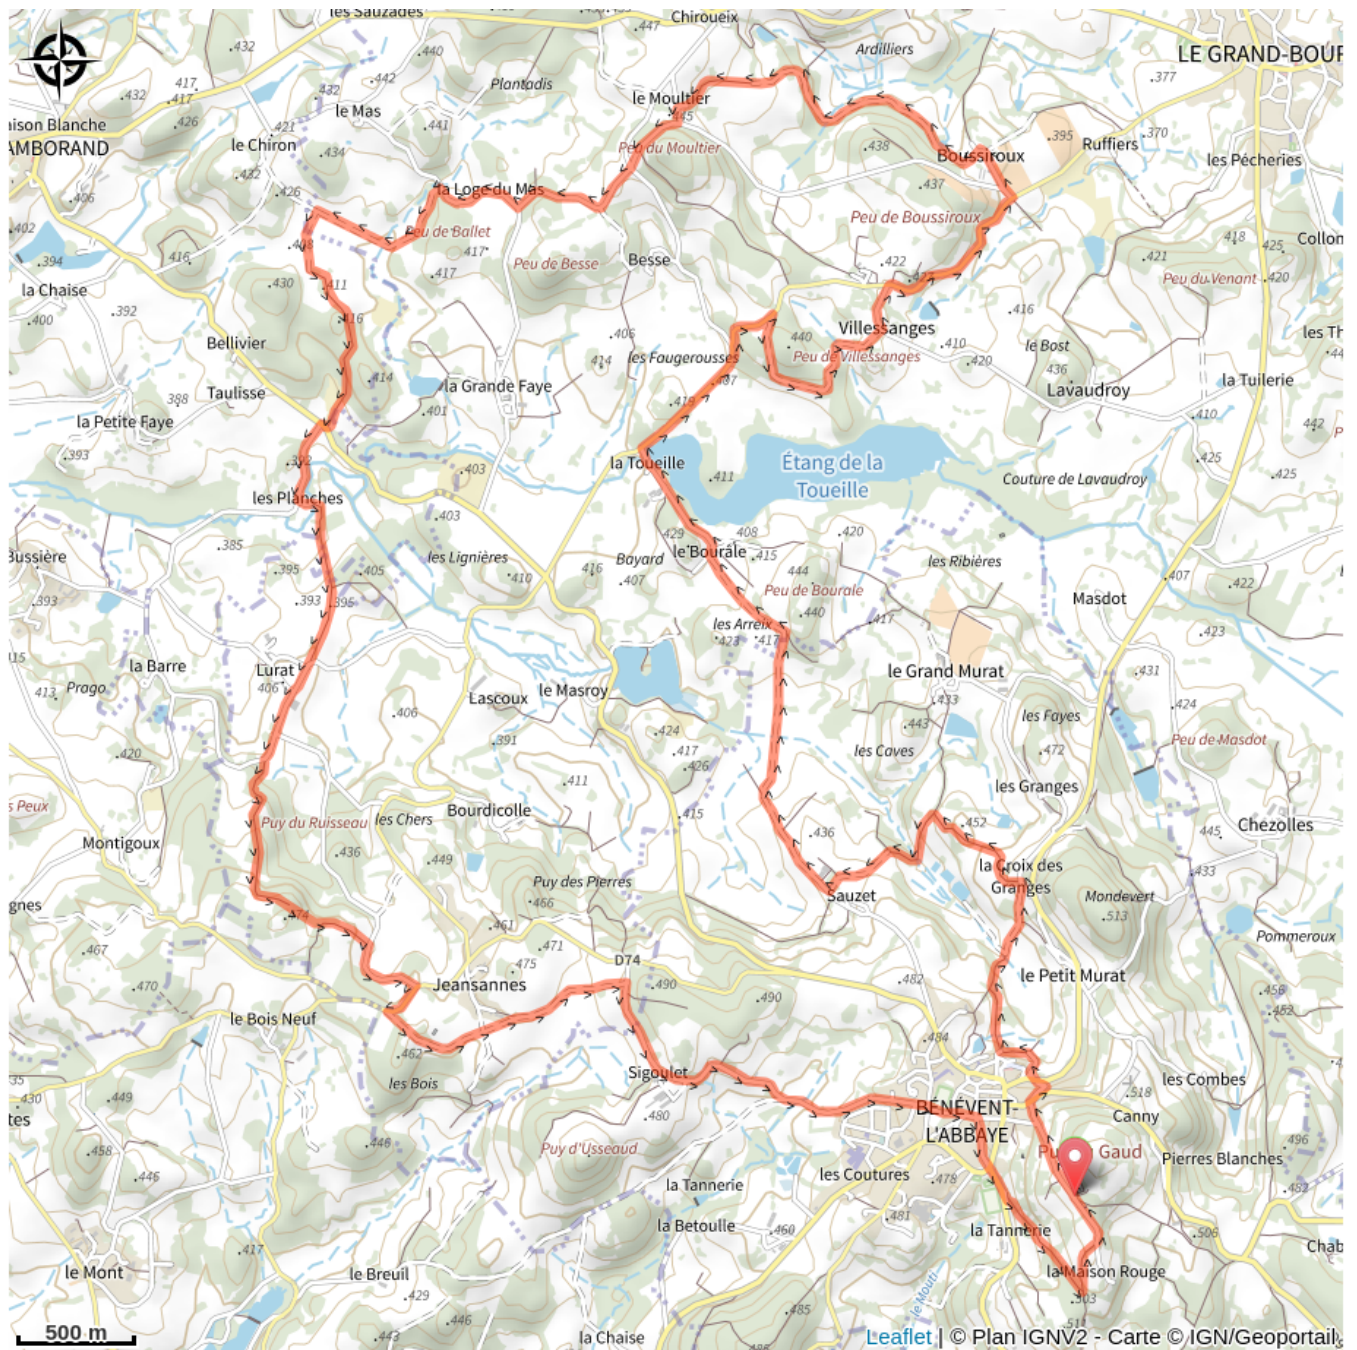 les Sauzades
Chiroueix
.447
Ardilliers
LE GRAND-BOUR
.432
.440
.442
.417
Plantadis
.377
.432
.417
.432
le Moultier
le Mas
.445
aison Blanche
.426
.421
.441
.395
.370
AMBORAND
le Chiron
.434
Peu du Moultier
.438
Boussiroux
Ruffiers
les Pécheries
.432
.426
la Loge du Mas
.437
.406
.402
Peu de Ballet
Peu de Boussiroux
.418
.425
Collon
.408
.416
.417
.394
Peu de Besse
Besse
.422
.421
.417
Peu du Venant
.420
.430
.411
la Chaise
.392
.400
.416
Villessanges
.416
.406
.440
les Th
Bellivier
les Faugerousses
.410
le Bost
.414
Peu de Villessanges
.420
.436
.414
.407
la Grande Faye
Taulisse
Lavaudroy
la Tuilerie
.388
.401
.419
.410
la Petite Faye
.442
.393
.392
.403
la Toueille
Étang de la
Toueille
.411
.425
.425
Couture de Lavaudroy
les Planches
.403
.429
.408
.420
Bussière
.385
les Lignières
Bayard
le Bourale
.415
les Ribières
.395
.405
.410
.416
.407
.444
.407
.422
Peu de Bourale
.393
.393
.395
.440
Masdot
les Arreix
.417
.423
.417
.423
la Barre
Lurat
le Grand Murat
.431
.413
Prago
.406
le Masroy
Lascoux
.433
.424
.406
les Fayes
.424
.443
.391
.417
les Caves
.472
Peu de Masdot
.420
.426
.411
les Granges
s Peux
Bourdicolle
.415
Puy du Ruisseau
les Chers
.436
.452
.445
Chezolles
Montigoux
.436
.449
la Croix des
Granges
.433
Puy des Pierres
Mondevert
gnes
.466
Sauzet
.513
.474
.461
.467
.471
Pommeroux
D74
.475
le Petit Murat
.470
Jeansannes
.490
.482
.490
.456
.452
le Bois Neuf
.484
.462
.430
.449
les Bois
Sigoulet
les Combes
tes
.518
.480
BÉNÉVENT-
L'ABBAYE
Canny
.446
.496
.458
Puy d'Usseaud
Gaud
Pierres Blanches
.446
les Coutures
.478
la Tannerie
.482
.481
la Betoulle
.460
la Tannerie
.506
.417
Chab
le Mont
le Breuil
la Maison Rouge
.429
le Mouti
.503
.485
500 m
.443
.446
la Chaise
Leaflet | © Plan IGNV2 - Carte © IGN/Geoportail